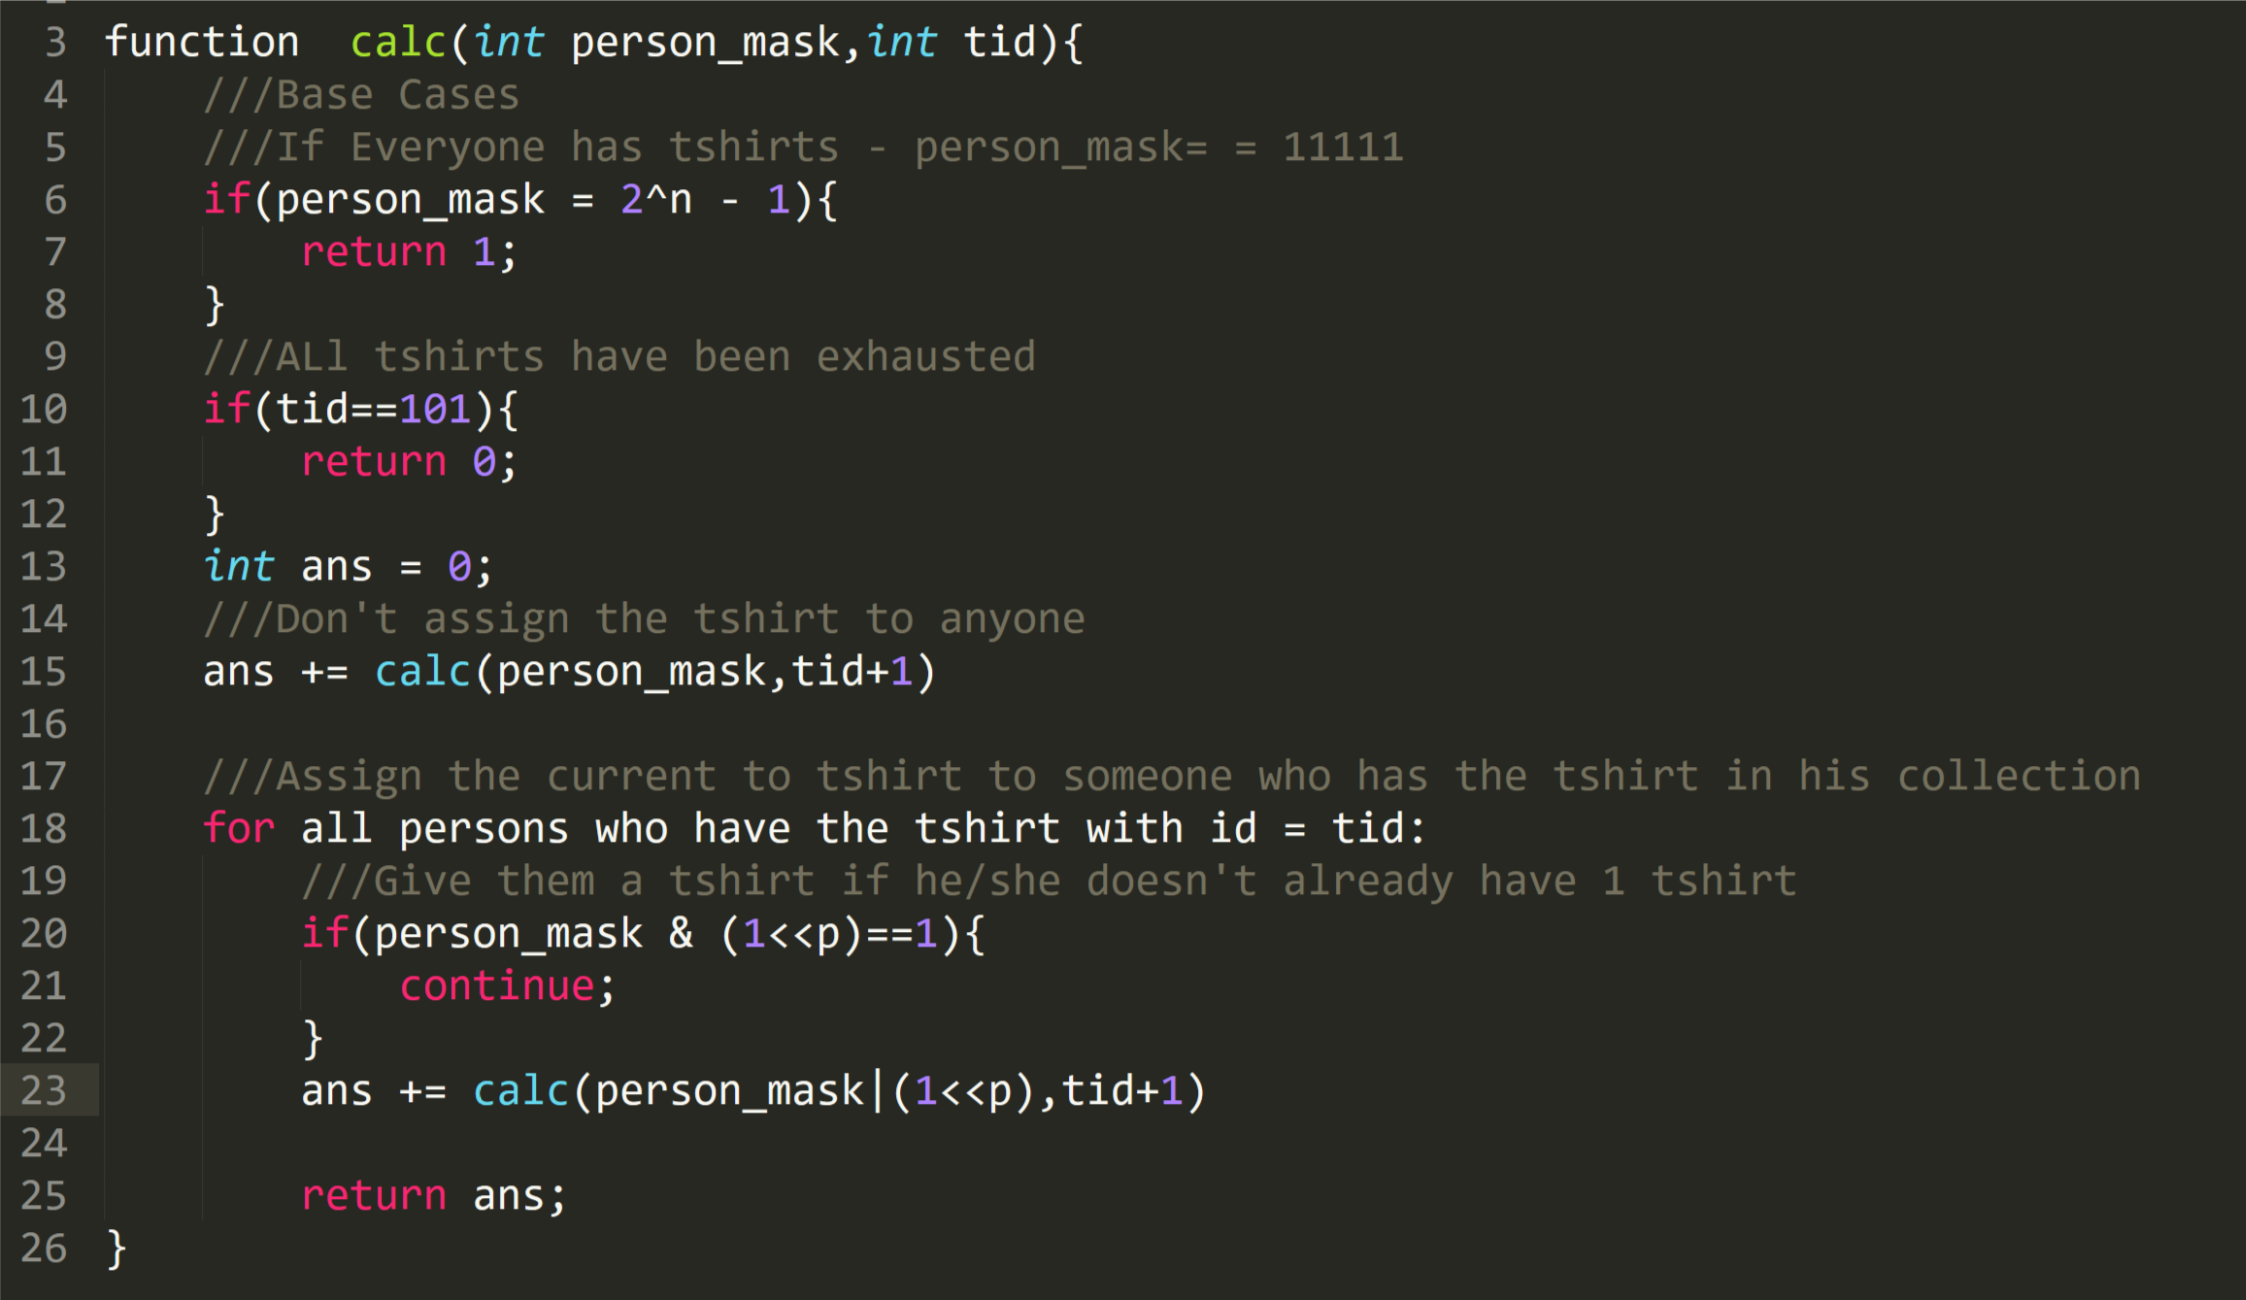 3 function  calc(int person_mask,int tid){
4 ///Base Cases
5 ///If Everyone has tshirts - person_mask= = 11111
6 if(person_mask = 2^n - 1){
7 return 1;
8 }
9 ///ALl tshirts have been exhausted
10 if(tid==101){
11 return 0;
12 }
13 int ans = 0;
14 ///Don't assign the tshirt to anyone
15 ans += calc(person_mask,tid+1)
16
17 ///Assign the current to tshirt to someone who has the tshirt in his collection
18 for all persons who have the tshirt with id = tid:
19 ///Give them a tshirt if he/she doesn't already have 1 tshirt
20 if(person_mask & (1<<p)==1){
21 continue;
22 }
23 ans += calc(person_mask|(1<<p),tid+1)
24
25 return ans;
26 }